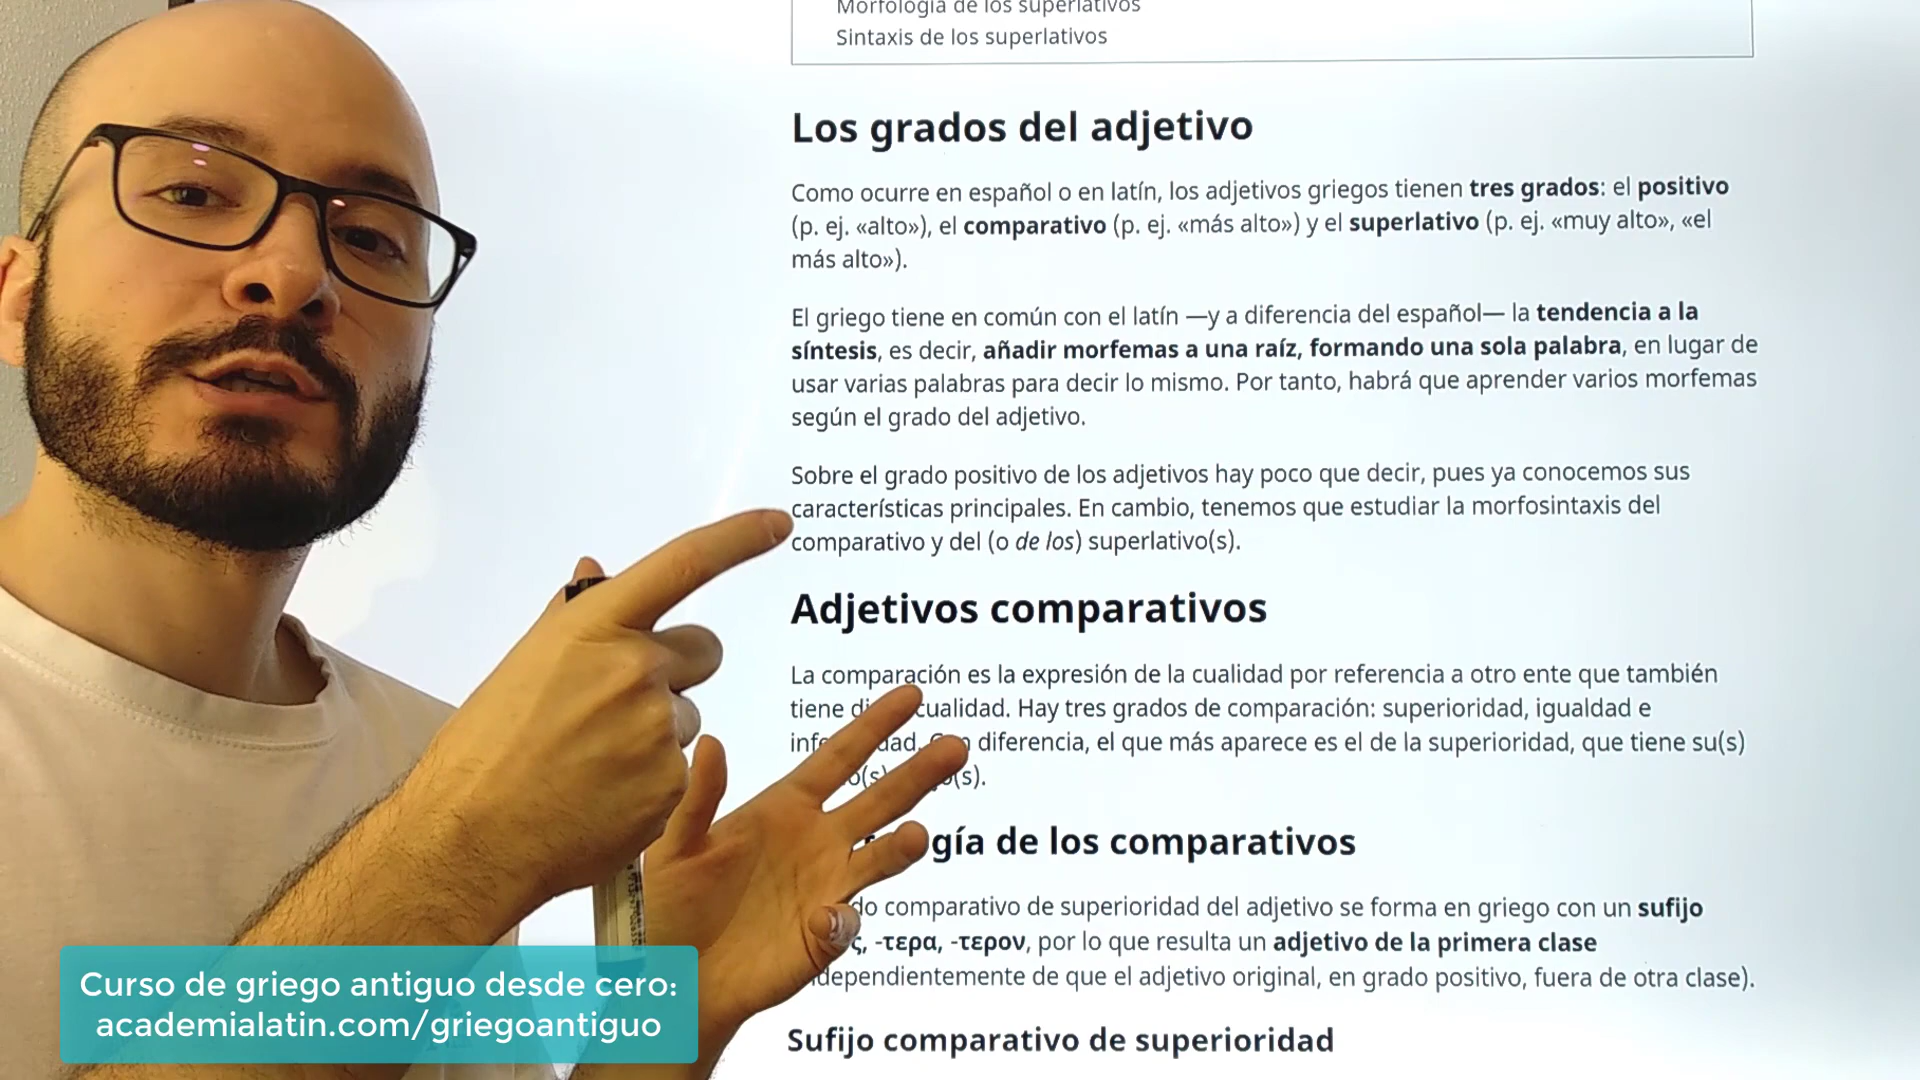 Morfología de los superlativos
Sintaxis de los superlativos
Los grados del adjetivo
Como ocurre en español o en latín, los adjetivos griegos tienen tres grados: el positivo
(p. ej. «alto»), el comparativo (p. ej. «más alto») y el superlativo (p. ej. «muy alto», «el
más alto»).
El griego tiene en común con el latín —y a diferencia del español— la tendencia a la
síntesis, es decir, añadir morfemas a una raíz, formando una sola palabra, en lugar de
usar varias palabras para decir lo mismo. Por tanto, habrá que aprender varios morfemas
según el grado del adjetivo.
Sobre el grado positivo de los adjetivos hay poco que decir, pues ya conocemos sus
características principales. En cambio, tenemos que estudiar la morfosintaxis del
comparativo y del (o de los) superlativo(s).
Adjetivos comparativos
La comparación es la expresión de la cualidad por referencia a otro ente que también
tiene cualidad. Hay tres grados de comparación: superioridad, igualdad e
diferencia, el que más aparece es el de la superioridad, que tiene su(s)
de los comparativos
comparativo de superioridad del adjetivo se forma en griego con un sufijo
-τερα, -τερον, por lo que resulta un adjetivo de la primera clase
de que el adjetivo original, en grado positivo, fuera de otra clase).
Sufijo comparativo de superioridad
Curso de griego antiguo desde cero:
academialatin.com/griegoantiguo